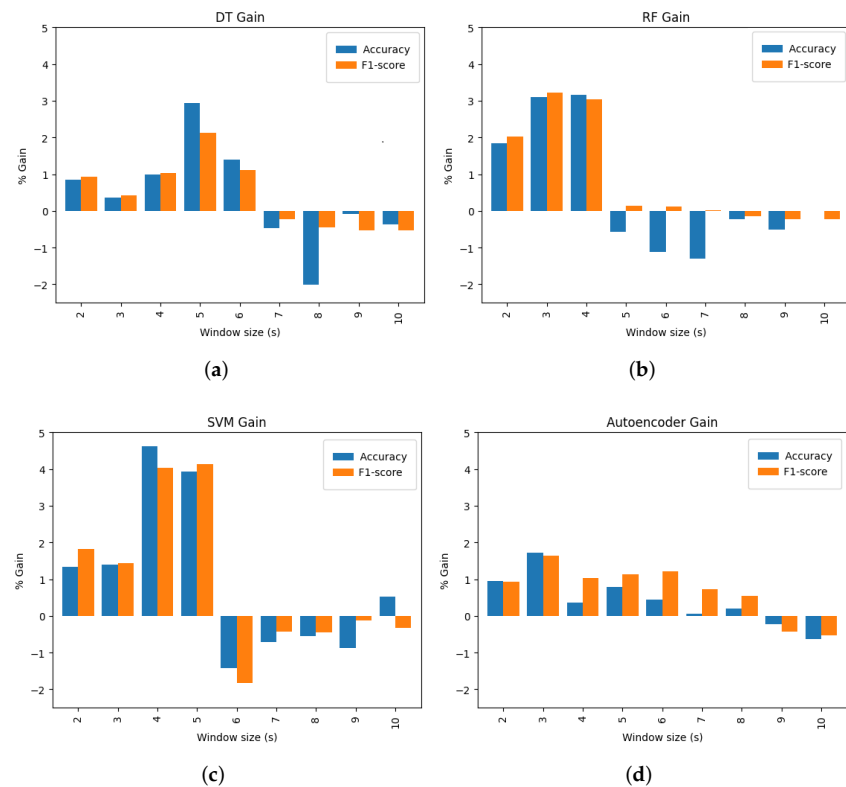 DT Gain
5
4
3
2
1
0
−1
−2
% Gain
Accuracy
F1-score
2 3 4 5 6 7 8 9 10
Window size (s)
(a)
RF Gain
5
4
3
2
1
0
−1
−2
% Gain
Accuracy
F1-score
2 3 4 5 6 7 8 9 10
Window size (s)
(b)
SVM Gain
5
4
3
2
1
0
−1
−2
% Gain
Accuracy
F1-score
2 3 4 5 6 7 8 9 10
Window size (s)
(c)
Autoencoder Gain
5
4
3
2
1
0
−1
−2
% Gain
Accuracy
F1-score
2 3 4 5 6 7 8 9 10
Window size (s)
(d)